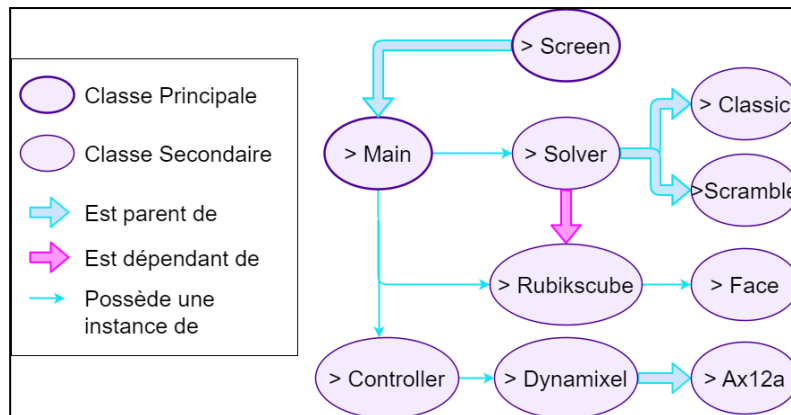 > Screen
Classe Principale
> Classic
Classe Secondaire
> Main
> Solver
>Scramble
Est parent de
Est dépendant de
Possède une
instance de
> Rubikscube
> Face
> Controller
> Dynamixel
> Ax12a